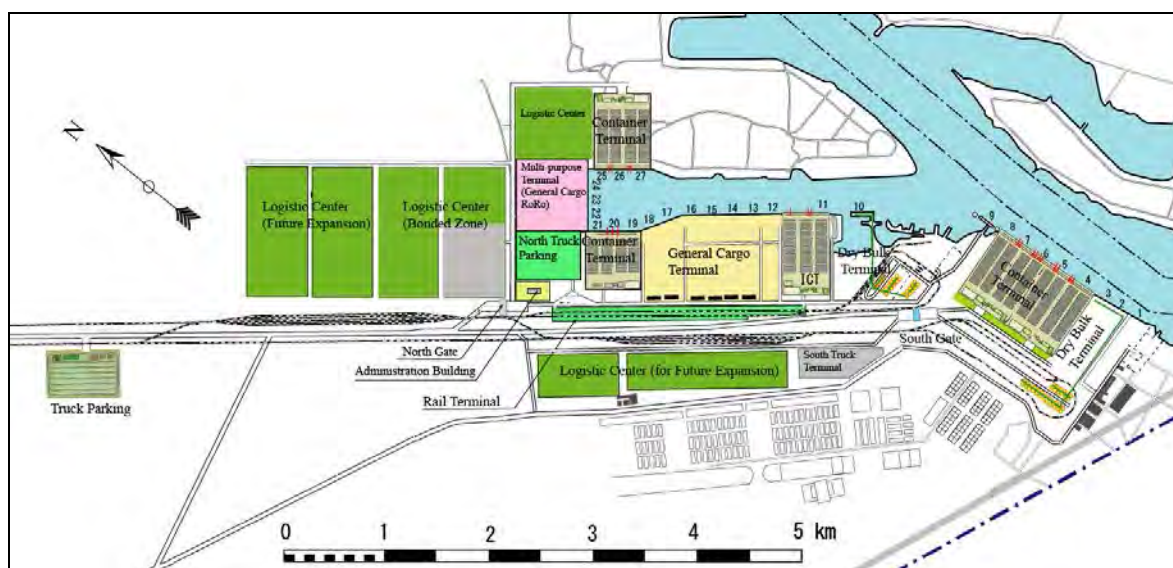 N
Logistic Center
Container
Terminal
Multi-purpose
Terminal
(General Cargo
RoRo)
25 26 27
24
23
22
21
20
19
18
17
16
15
14
13
12
11
10
9
8
7
6
5
4
3
2
1
Logistic Center
(Future Expansion)
Logistic Center
(Bonded Zone)
North Truck
Parking
Container
Terminal
General Cargo
Terminal
ICT
Dry Bulk
Terminal
Container
Terminal
Dry Bulk
Terminal
North Gate
Administration Building
Rail Terminal
Logistic Center (for Future Expansion)
South Truck
Terminal
South Gate
Truck Parking
0 1 2 3 4 5 km